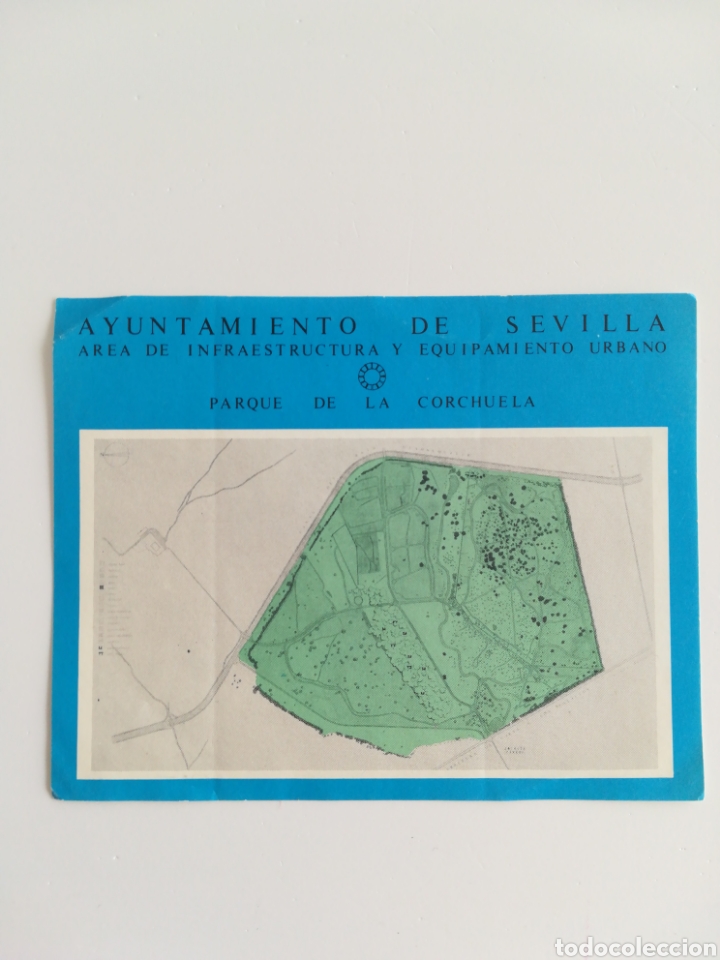 AYUNTAMIENTO DE SEVILLA
AREA DE INFRAESTRUCTURA Y EQUIPAMIENTO URBANO
PARQUE DE LA CORCHUELA
todocoleccion